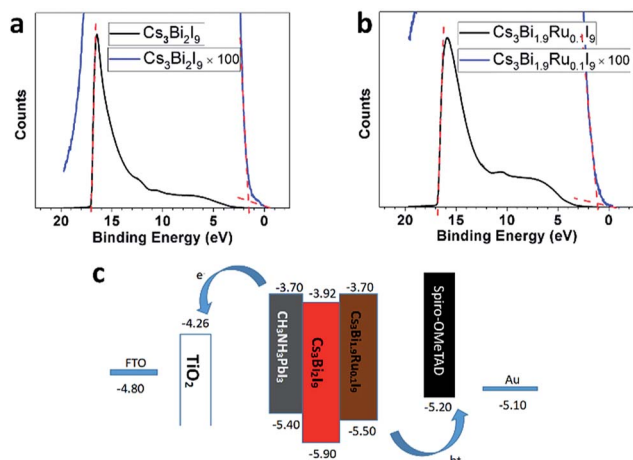 a
Cs₃Bi₂I₉
Cs₃Bi₂I₉ × 100
Counts
20 15 10 5 0
Binding Energy (eV)
b
Cs₃Bi₁.₉Ru₀.₁I₉
Cs₃Bi₁.₉Ru₀.₁I₉ × 100
Counts
20 15 10 5 0
Binding Energy (eV)
c
e
-3.70 -3.92 -3.70
-4.26
FTO
-4.80
TiO₂
CH₃NH₃PbI₃
Cs₃Bi₂I₉
Cs₃Bi₁.₉Ru₀.₁I₉
Spiro-OMeTAD
Au
-5.10
-5.20
-5.40
-5.50
-5.90